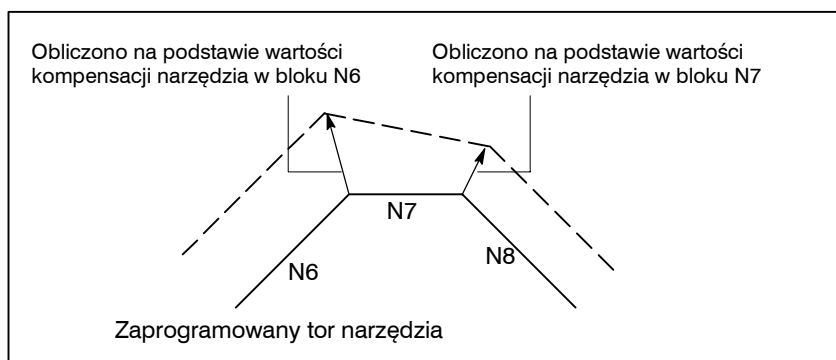 Obliczono na podstawie wartości
kompensacji narzędzia w bloku N6
Obliczono na podstawie wartości
kompensacji narzędzia w bloku N7
N7
N6
N8
Zaprogramowany tor narzędzia